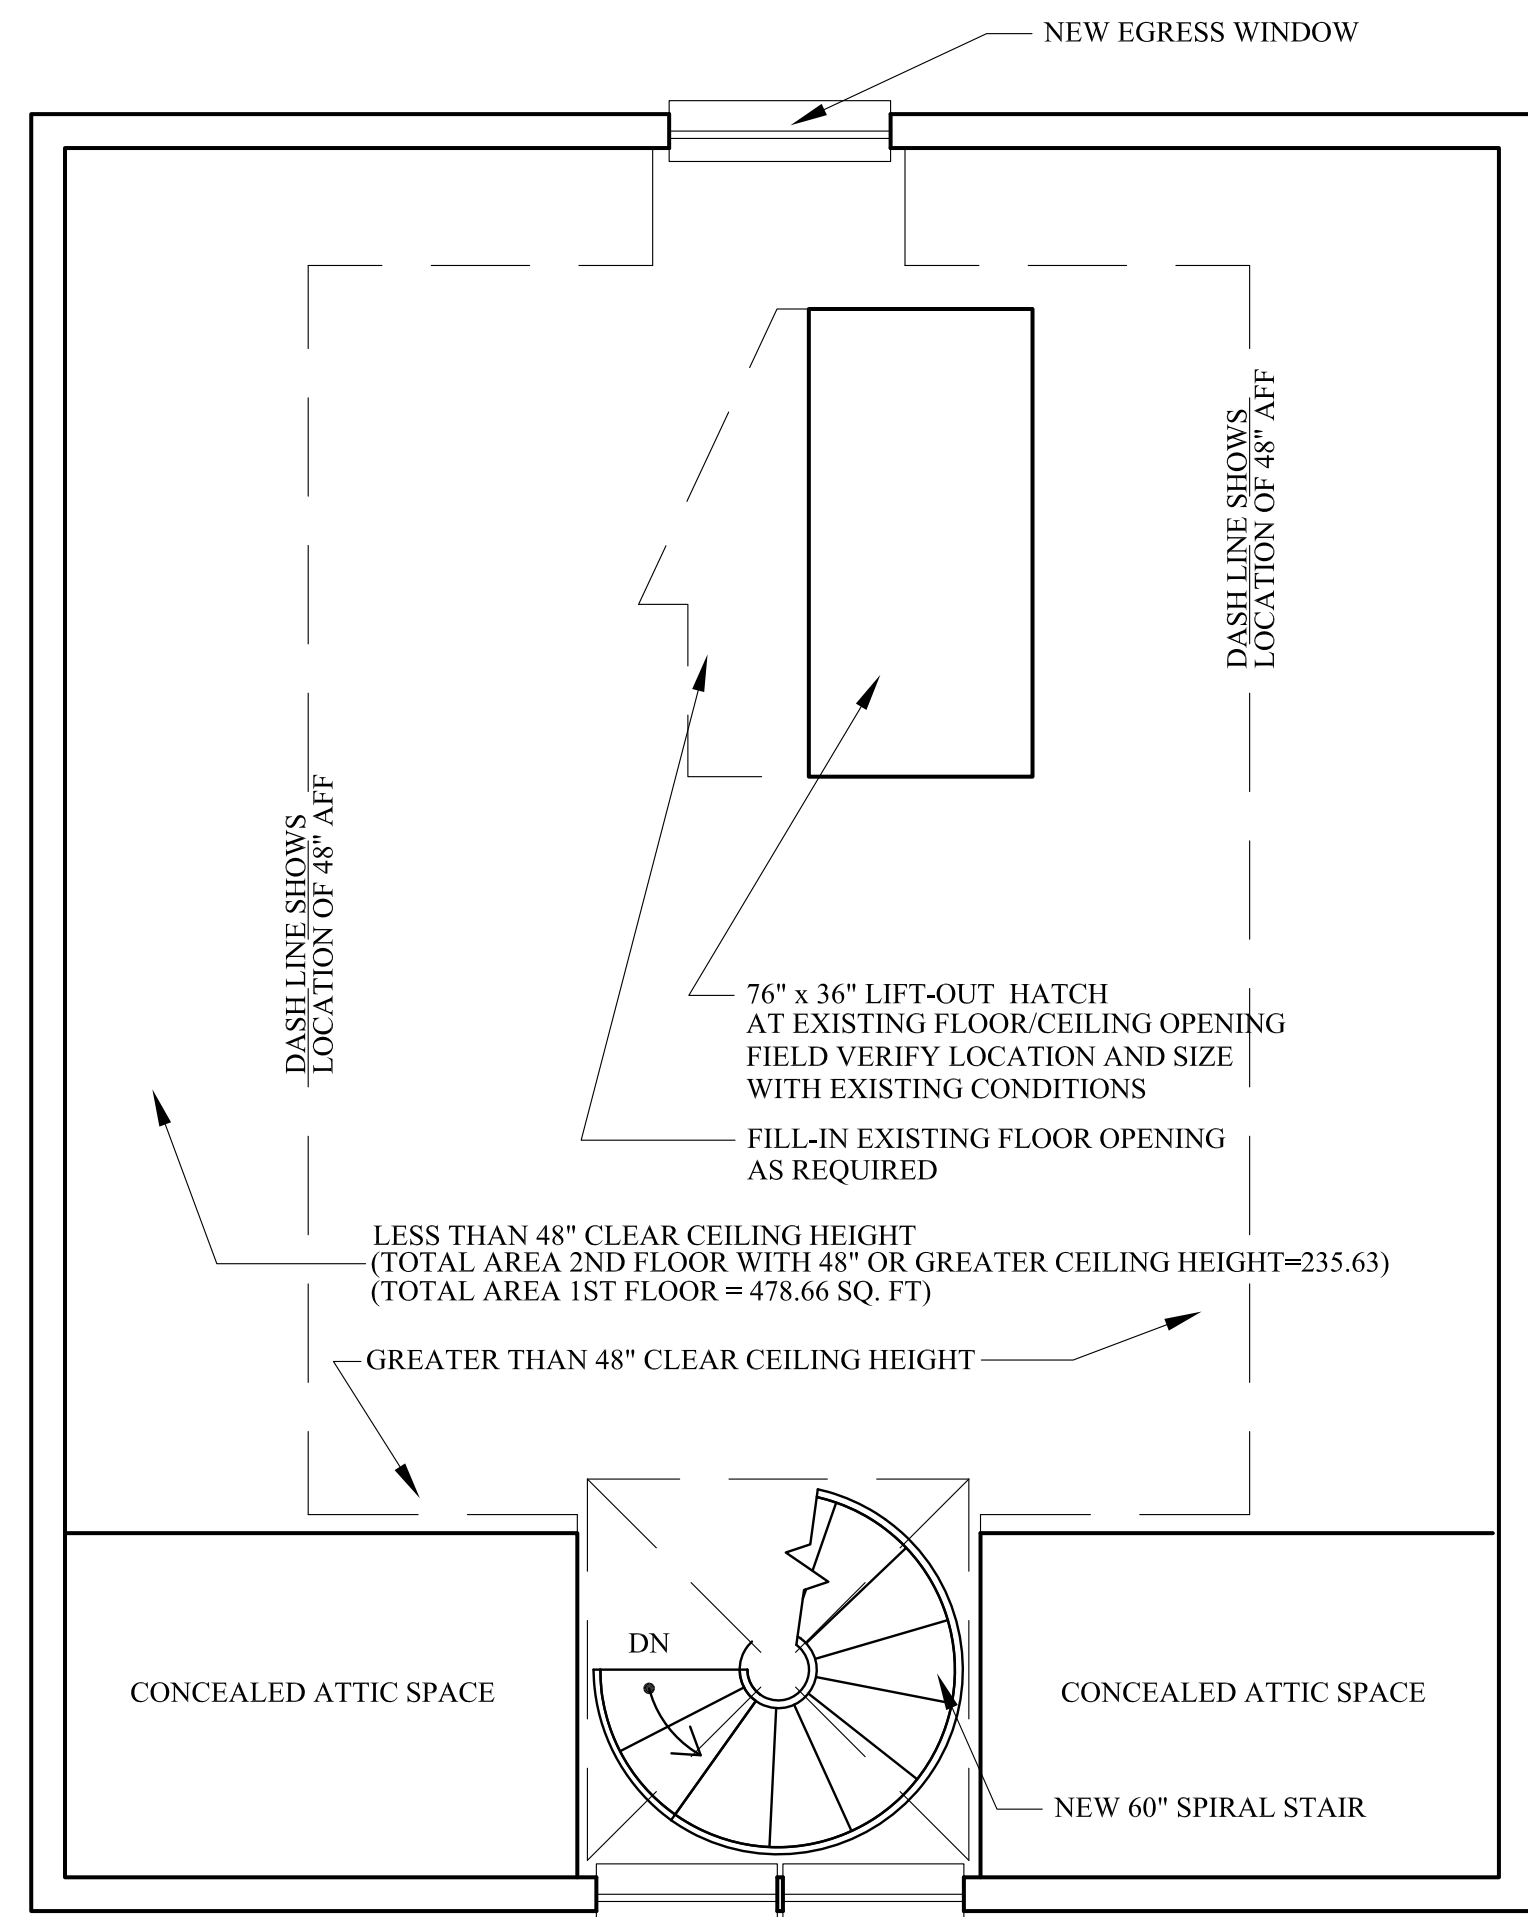 NEW EGRESS WINDOW
DASH LINE SHOWS
LOCATION OF 48" AFF
DASH LINE SHOWS
LOCATION OF 48" AFF
76" x 36" LIFT-OUT HATCH
AT EXISTING FLOOR/CEILING OPENING
FIELD VERIFY LOCATION AND SIZE
WITH EXISTING CONDITIONS
FILL-IN EXISTING FLOOR OPENING
AS REQUIRED
LESS THAN 48" CLEAR CEILING HEIGHT
(TOTAL AREA 2ND FLOOR WITH 48" OR GREATER CEILING HEIGHT=235.63)
(TOTAL AREA 1ST FLOOR = 478.66 SQ. FT)
GREATER THAN 48" CLEAR CEILING HEIGHT
DN
CONCEALED ATTIC SPACE
CONCEALED ATTIC SPACE
NEW 60" SPIRAL STAIR